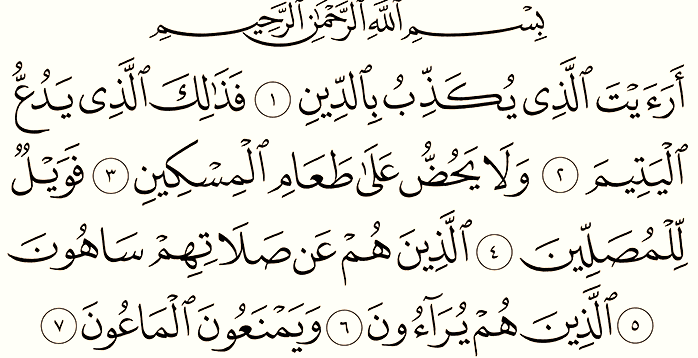 بِسْمِ ٱللَّهِ ٱلرَّحْمَٰنِ ٱلرَّحِيمِ
أَرَءَيْتَ ٱلَّذِى يُكَذِّبُ بِٱلدِّينِ ١ فَذَٰلِكَ ٱلَّذِى يَدُعُّ
ٱلْيَتِيمَ ٢ وَلَا يَحُضُّ عَلَىٰ طَعَامِ ٱلْمِسْكِينِ ٣ فَوَيْلٌ
لِّلْمُصَلِّينَ ٤ ٱلَّذِينَ هُمْ عَن صَلَاتِهِمْ سَاهُونَ
٥ ٱلَّذِينَ هُمْ يُرَآءُونَ ٦ وَيَمْنَعُونَ ٱلْمَاعُونَ ٧